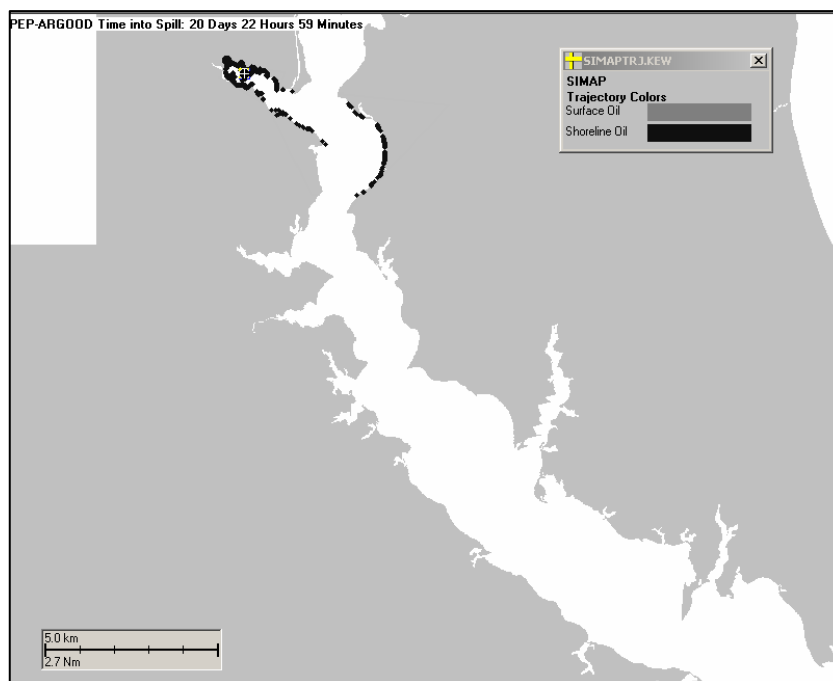 PEP-ARGOOD Time into Spill: 20 Days 22 Hours 59 Minutes
SIMAPTRJ.KEW
SIMAP
Trajectory Colors
Surface Oil
Shoreline Oil
5.0 km
2.7 Nm